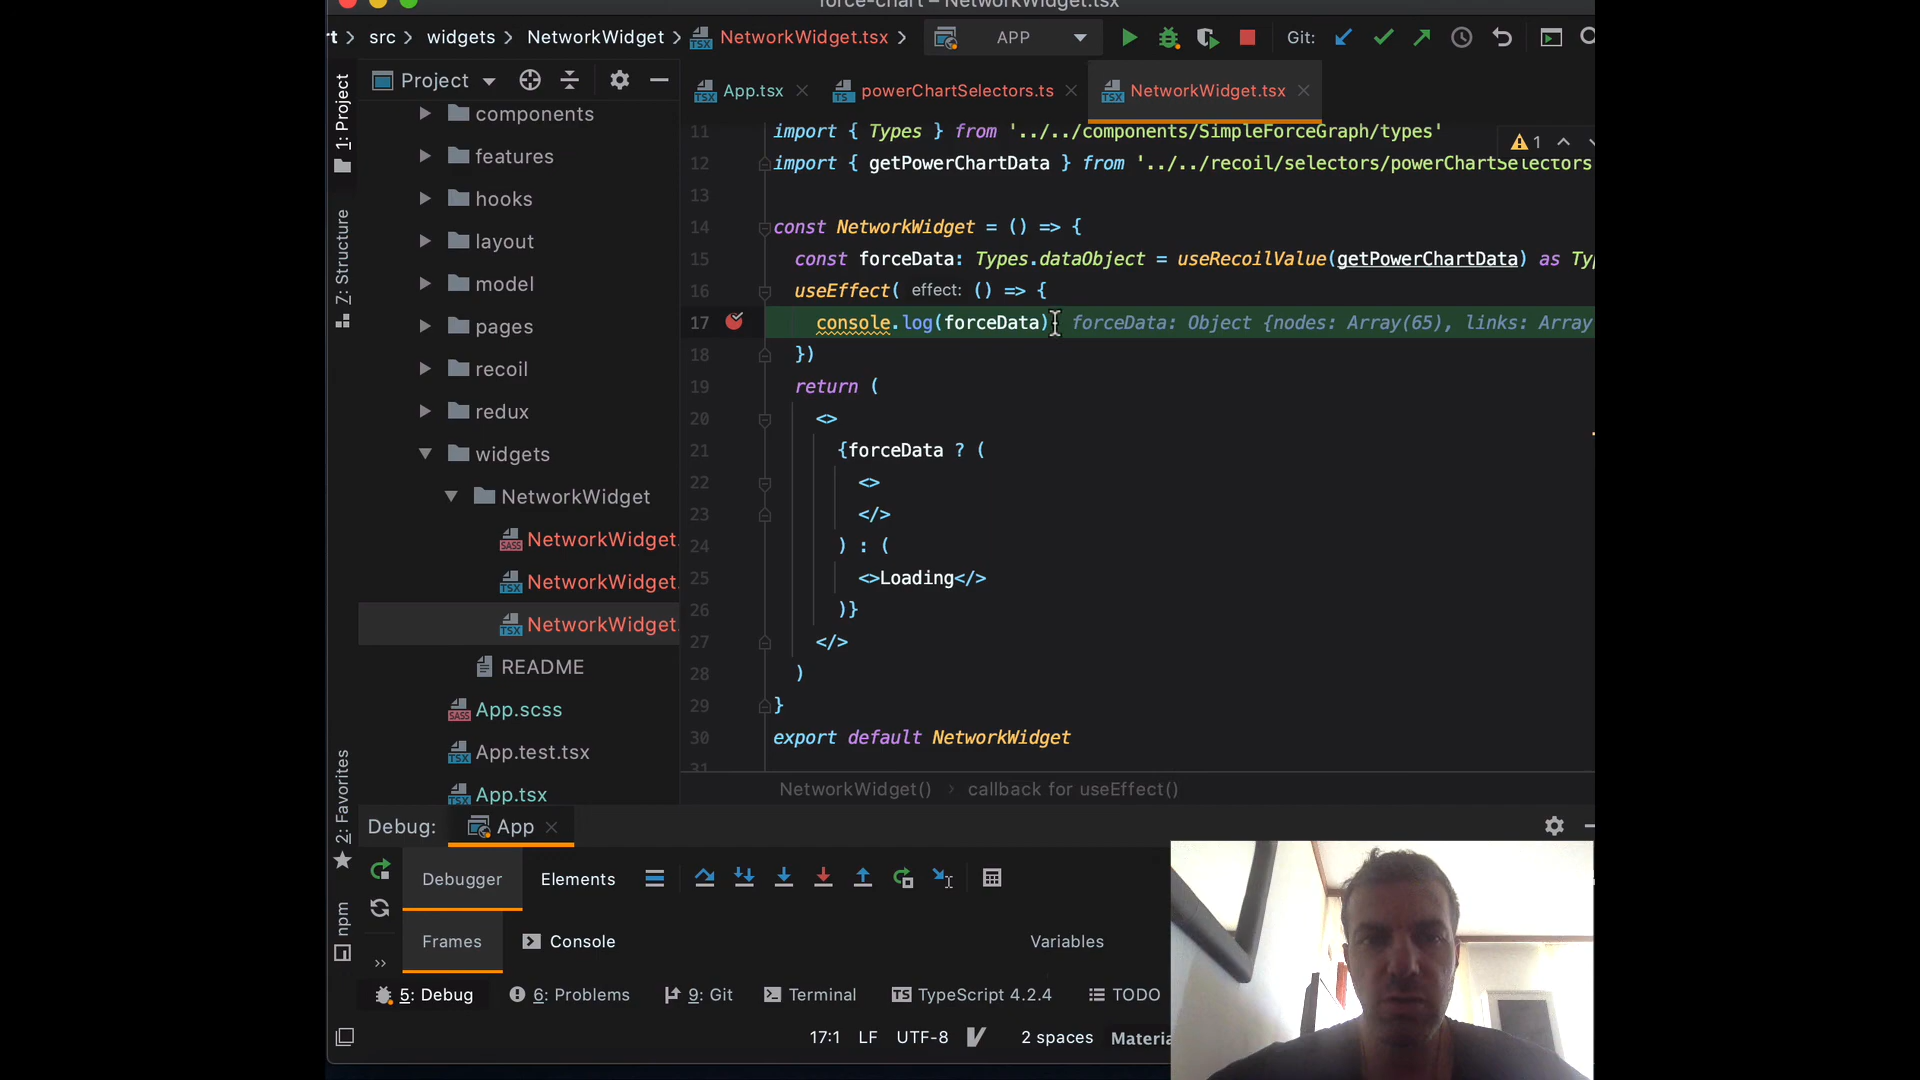 force-chart – NetworkWidget.tsx
rt > src > widgets > NetworkWidget > NetworkWidget.tsx > APP Git:
Project
App.tsx
powerChartSelectors.ts
NetworkWidget.tsx
1: Project
7: Structure
2: Favorites
npm
components
features
hooks
layout
model
pages
recoil
redux
widgets
NetworkWidget
NetworkWidget.
NetworkWidget.
NetworkWidget.
README
App.scss
App.test.tsx
App.tsx
1
11 import { Types } from '../../components/SimpleForceGraph/types'
12 import { getPowerChartData } from '../../recoil/selectors/powerChartSelectors
13
14 const NetworkWidget = () => {
15 const forceData: Types.dataObject = useRecoilValue(getPowerChartData) as Typ
16 useEffect( effect: () => {
17 console.log(forceData) forceData: Object {nodes: Array(65), links: Array
18 })
19 return (
20 <>
21 {forceData ? (
22 <>
23 </>
24 ) : (
25 <>Loading</>
26 )}
27 </>
28 )
29 }
30 export default NetworkWidget
31
NetworkWidget() > callback for useEffect()
Debug: App
Debugger Elements
Frames Console Variables
5: Debug 6: Problems 9: Git Terminal TypeScript 4.2.4 TODO
17:1 LF UTF-8 2 spaces Materia